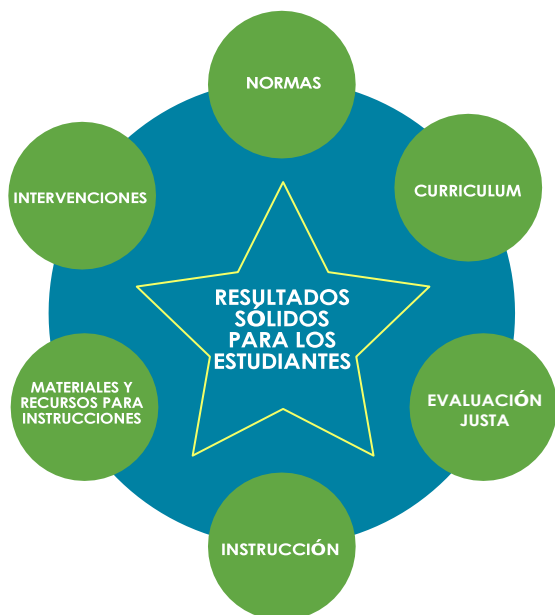 NORMAS
CURRICULUM
EVALUACIÓN
JUSTA
INSTRUCCIÓN
MATERIALES Y
RECURSOS PARA
INSTRUCCIONES
INTERVENCIONES
RESULTADOS
SÓLIDOS
PARA LOS
ESTUDIANTES